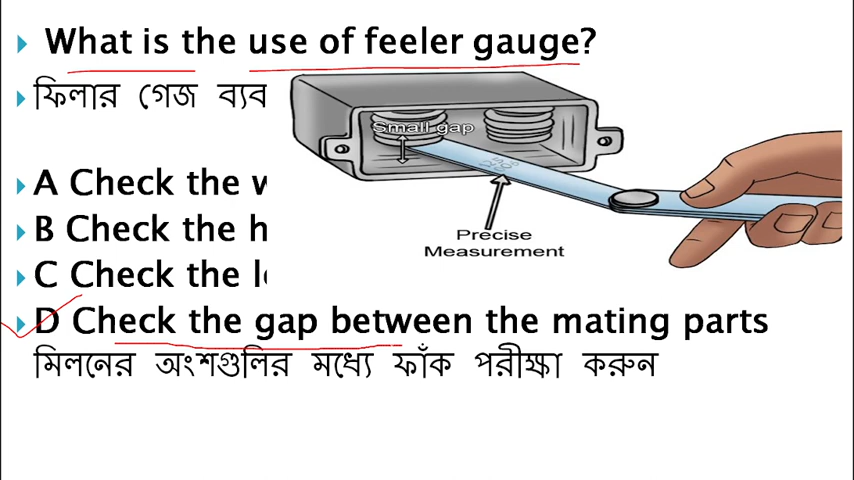 What is the use of feeler gauge?
ফিলার গেজ
Small gap
A Check the
B Check the
C Check the
Precise
Measurement
D Check the gap between the mating parts
মিলনের অংশগুলির মধ্যে ফাঁক পরীক্ষা করুন